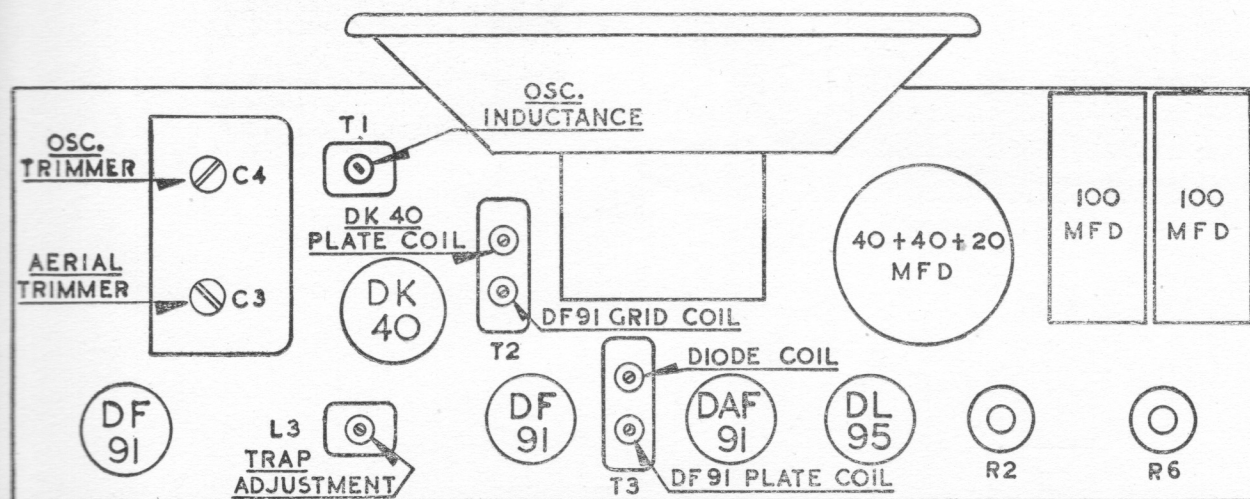 OSC.
INDUCTANCE
T1
OSC.
TRIMMER
C4
DK 40
PLATE COIL
100
MFD
100
MFD
40+40+20
MFD
AERIAL
TRIMMER
C3
DK
40
DF91 GRID COIL
T2
DIODE COIL
DF
91
L3
TRAP
ADJUSTMENT
DF
91
DAF
91
DL
95
R2
R6
T3
DF91 PLATE COIL